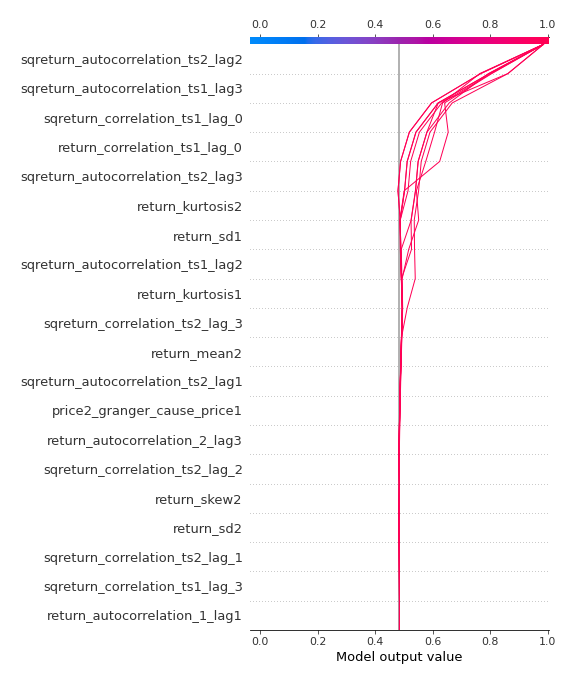 0.0 0.2 0.4 0.6 0.8 1.0
sqreturn_autocorrelation_ts2_lag2
sqreturn_autocorrelation_ts1_lag3
sqreturn_correlation_ts1_lag_0
return_correlation_ts1_lag_0
sqreturn_autocorrelation_ts2_lag3
return_kurtosis2
return_sd1
sqreturn_autocorrelation_ts1_lag2
return_kurtosis1
sqreturn_correlation_ts2_lag_3
return_mean2
sqreturn_autocorrelation_ts2_lag1
price2_granger_cause_price1
return_autocorrelation_2_lag3
sqreturn_correlation_ts2_lag_2
return_skew2
return_sd2
sqreturn_correlation_ts2_lag_1
sqreturn_correlation_ts1_lag_3
return_autocorrelation_1_lag1
0.0 0.2 0.4 0.6 0.8 1.0
Model output value